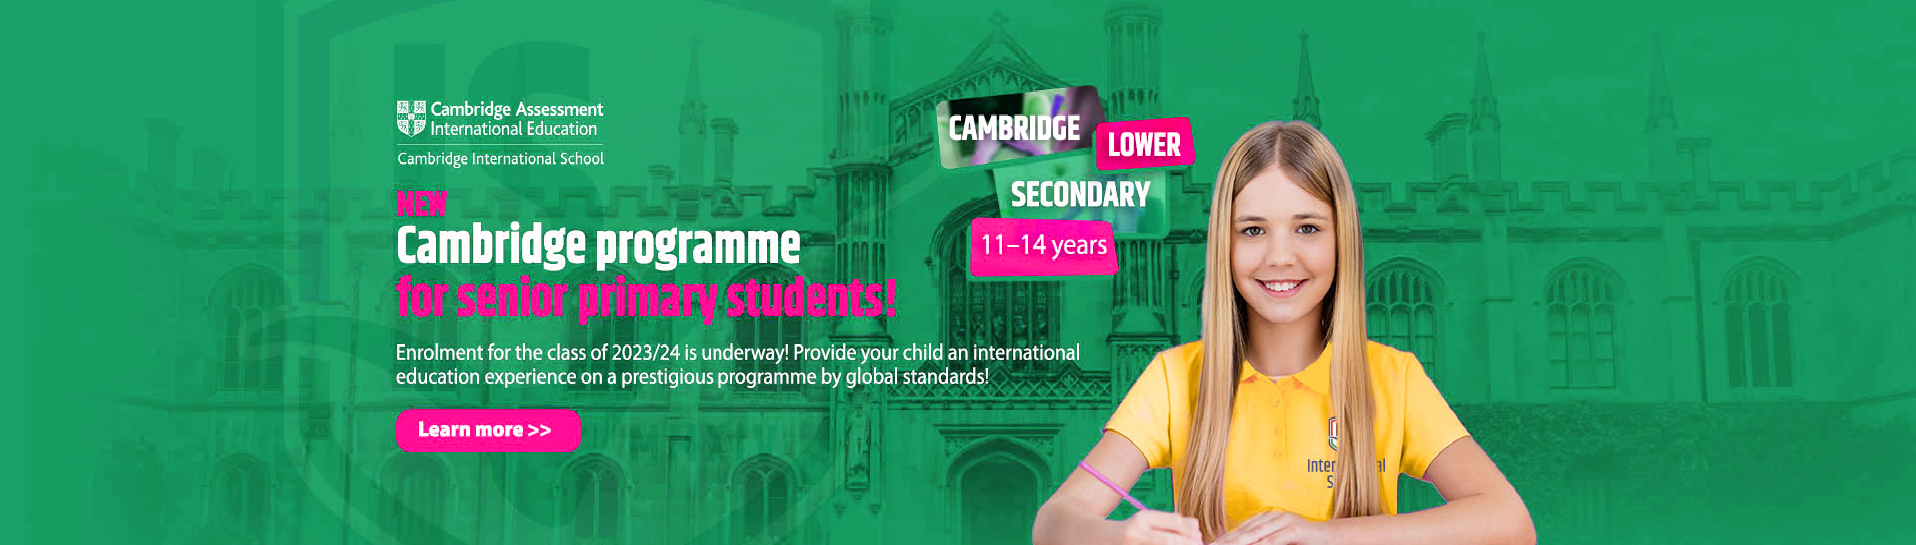 Cambridge Assessment
International Education
Cambridge International School
NEW
Cambridge programme
for senior primary students!
Enrolment for the class of 2023/24 is underway! Provide your child an international
education experience on a prestigious programme by global standards!
Learn more >>
CAMBRIDGE
LOWER
SECONDARY
11–14 years